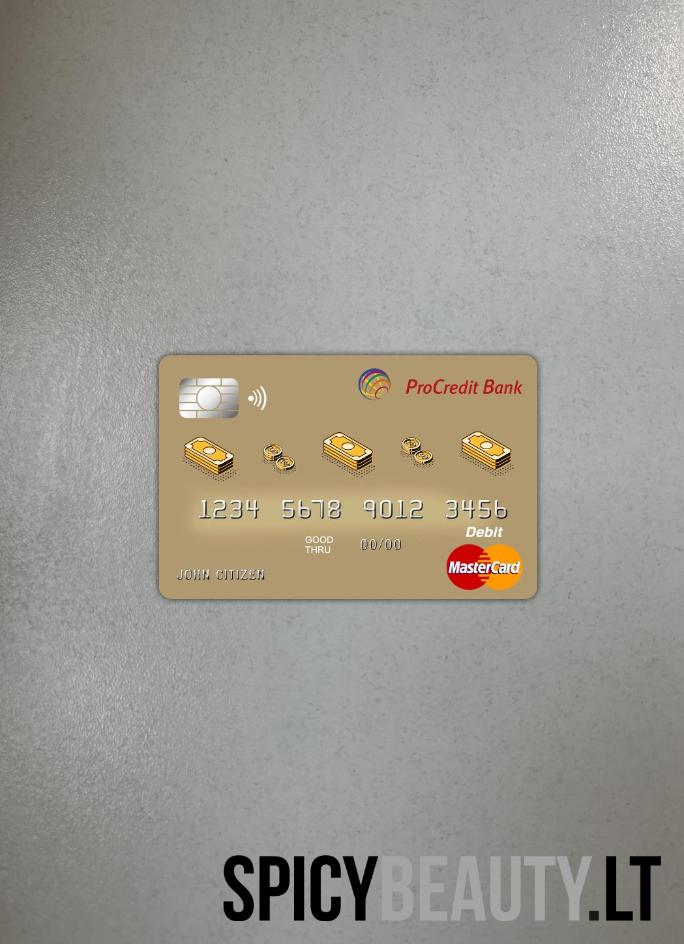 ProCredit Bank
1234 5678 9012 3456
Debit
GOOD
THRU
00/00
MasterCard
JOHN CITIZEN
SPICYBEAUTY.LT